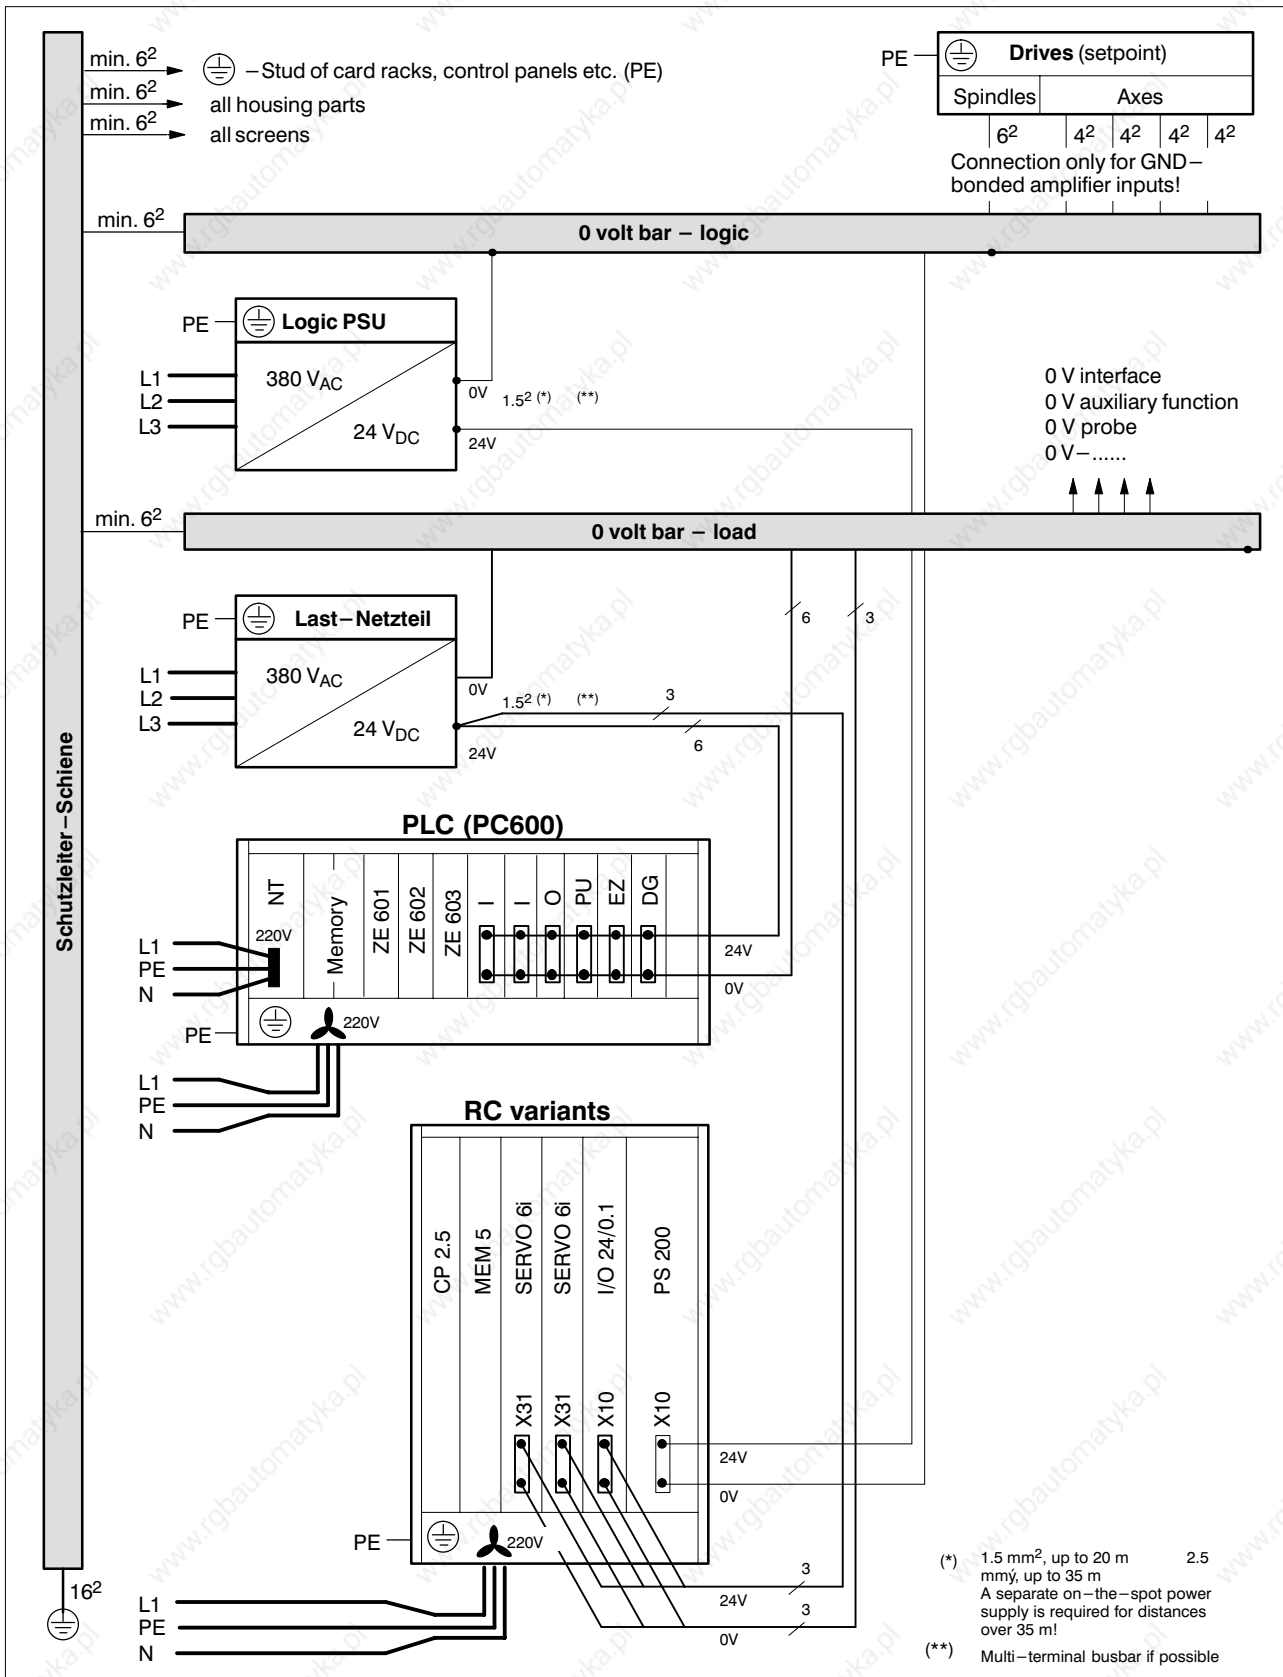 min. 6²
– Stud of card racks, control panels etc. (PE)
min. 6²
all housing parts
min. 6²
all screens
PE
Drives (setpoint)
Spindles
Axes
6²
4²
4²
4²
4²
Connection only for GND–
bonded amplifier inputs!
min. 6²
0 volt bar – logic
PE
Logic PSU
L1
L2
L3
380 VAC
24 VDC
0V
1.5² (*)
(**)
24V
0 V interface
0 V auxiliary function
0 V probe
0 V–......
min. 6²
0 volt bar – load
PE
Last–Netzteil
L1
L2
L3
380 VAC
24 VDC
0V
1.5² (*)
(**)
24V
3
6
6
3
Schutzleiter–Schiene
PLC (PC600)
NT
Memory
ZE 601
ZE 602
ZE 603
I
I
O
PU
EZ
DG
220V
L1
PE
N
24V
0V
PE
220V
L1
PE
N
RC variants
CP 2.5
MEM 5
SERVO 6i
SERVO 6i
I/O 24/0.1
PS 200
X31
X31
X10
X10
24V
0V
PE
220V
L1
PE
N
24V
3
0V
3
16²
(*) 1.5 mm², up to 20 m 2.5
mmý, up to 35 m
A separate on–the–spot power
supply is required for distances
over 35 m!
(**) Multi–terminal busbar if possible
www.rgbautomatyka.pl